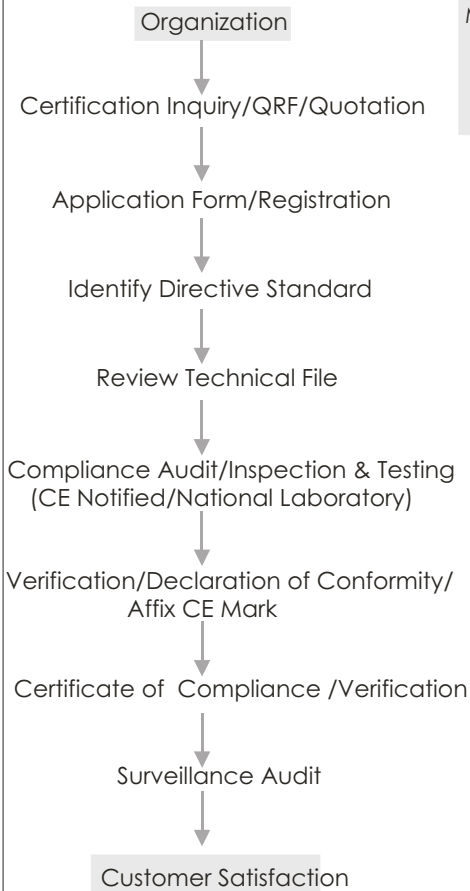 Organization
Certification Inquiry/QRF/Quotation
Application Form/Registration
Identify Directive Standard
Review Technical File
Compliance Audit/Inspection & Testing
(CE Notified/National Laboratory)
Verification/Declaration of Conformity/
Affix CE Mark
Certificate of Compliance /Verification
Surveillance Audit
Customer Satisfaction